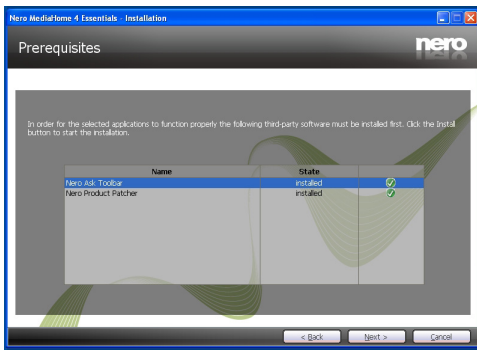 Nero MediaHome 4 Essentials - Installation
Prerequisites
nero
In order for the selected applications to function properly the following third-party software must be installed first. Click the Instal
button to start the installation.
Name State
Nero Ask Toolbar installed
Nero Product Patcher installed
< Back Next > Cancel